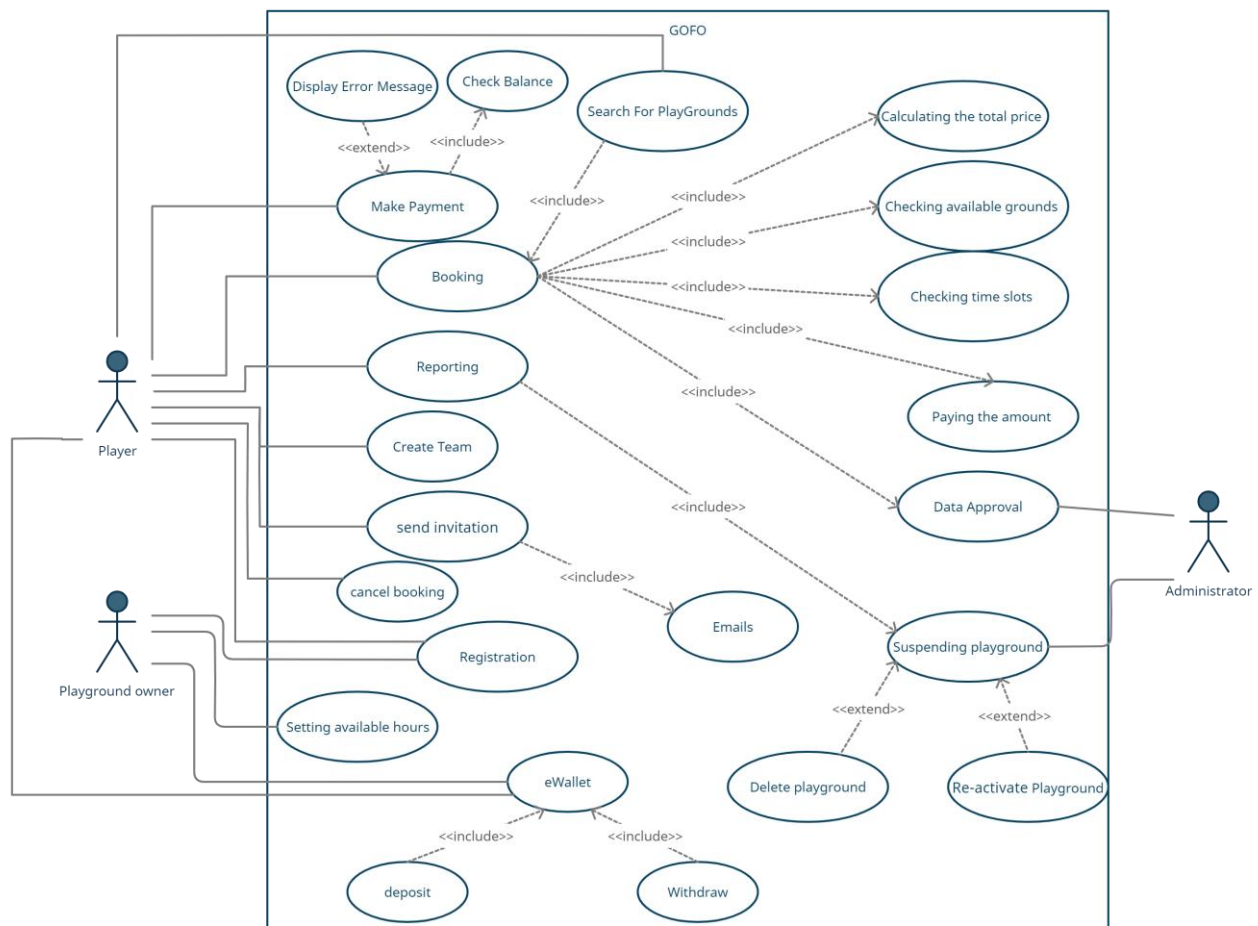 GOFO
Display Error Message
Check Balance
Search For PlayGrounds
Calculating the total price
<<extend>>
<<include>>
<<include>>
<<include>>
Make Payment
Checking available grounds
<<include>>
Booking
<<include>>
Checking time slots
<<include>>
Reporting
<<include>>
Paying the amount
Player
Create Team
<<include>>
Data Approval
send invitation
<<include>>
cancel booking
Administrator
Emails
Playground owner
Registration
Suspending playground
<<extend>>
<<extend>>
Setting available hours
eWallet
Delete playground
Re-activate Playground
<<include>>
<<include>>
deposit
Withdraw